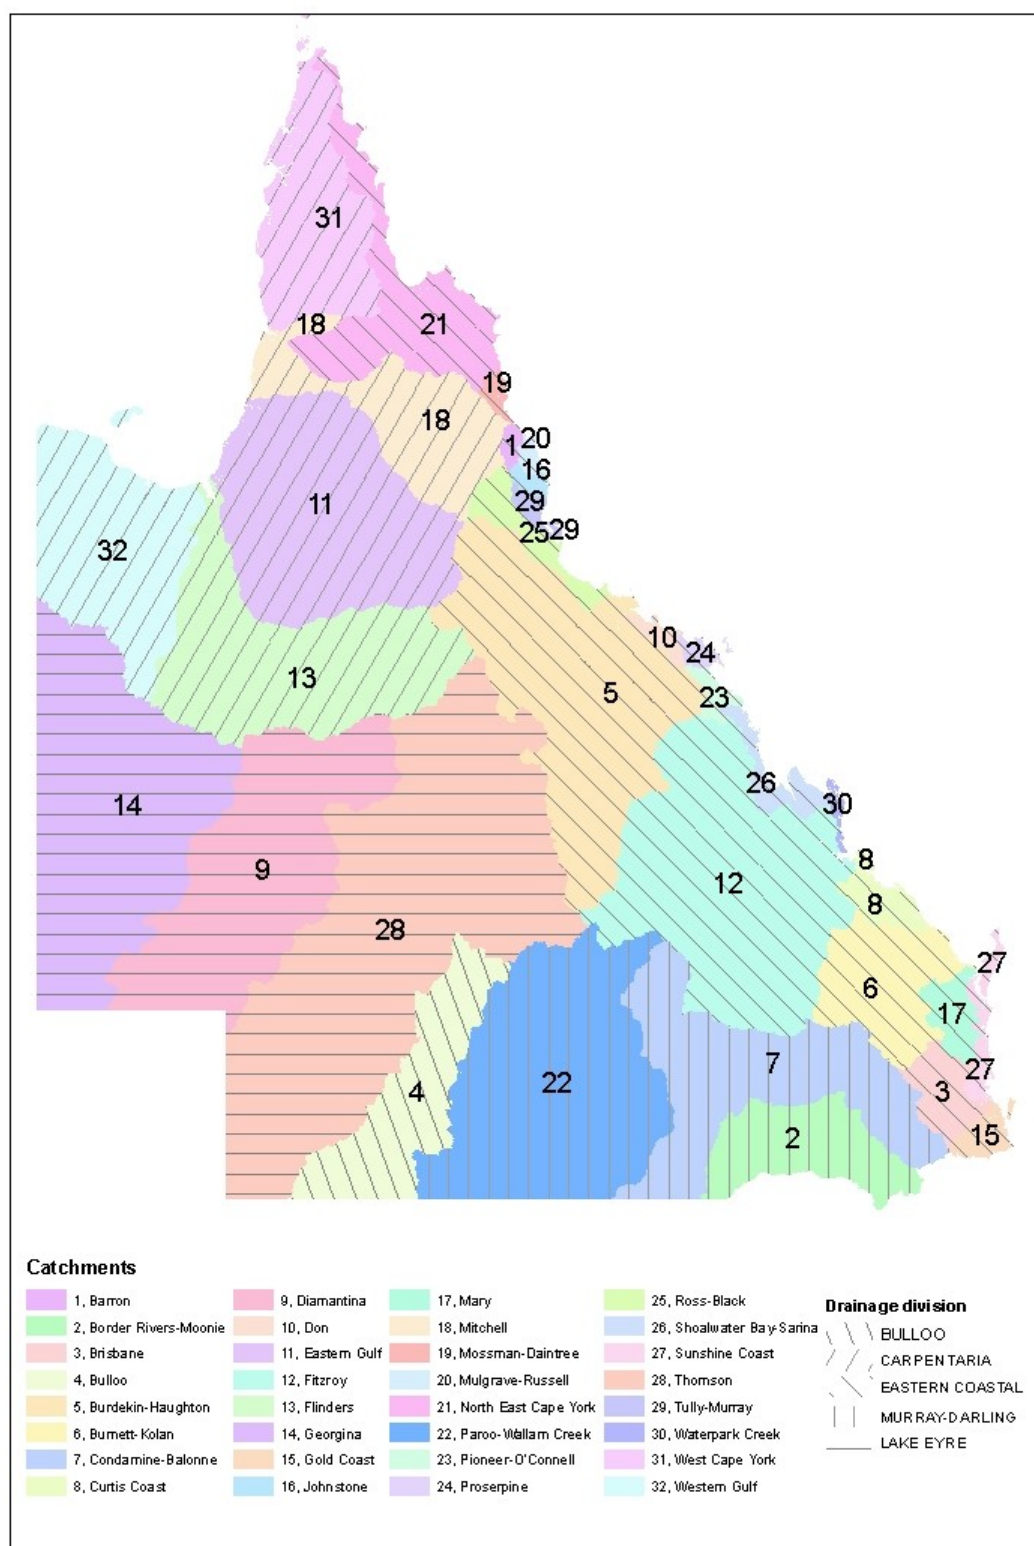 31
18
21
19
18
1
20
16
11
29
25
29
32
10
24
13
5
23
14
26
30
9
12
8
8
28
27
6
17
7
27
22
4
3
2
15
Catchments
1, Barron
2, Border Rivers-Moonie
3, Brisbane
4, Bulloo
5, Burdekin-Haughton
6, Burnett-Kolan
7, Condamine-Balonne
8, Curtis Coast
9, Diamantina
10, Don
11, Eastern Gulf
12, Fitzroy
13, Flinders
14, Georgina
15, Gold Coast
16, Johnstone
17, Mary
18, Mitchell
19, Mossman-Daintree
20, Mulgrave-Russell
21, North East Cape York
22, Paroo-Wallam Creek
23, Pioneer-O'Connell
24, Proserpine
25, Ross-Black
26, Shoalwater Bay-Sarina
27, Sunshine Coast
28, Thomson
29, Tully-Murray
30, Waterpark Creek
31, West Cape York
32, Western Gulf
Drainage division
BULLOO
CARPENTARIA
EASTERN COASTAL
MURRAY-DARLING
LAKE EYRE